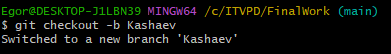 Egor@DESKTOP-J1LBN39 MINGW64 /c/ITVPD/FinalWork (main)
$ git checkout -b Kashaev
Switched to a new branch 'Kashaev'